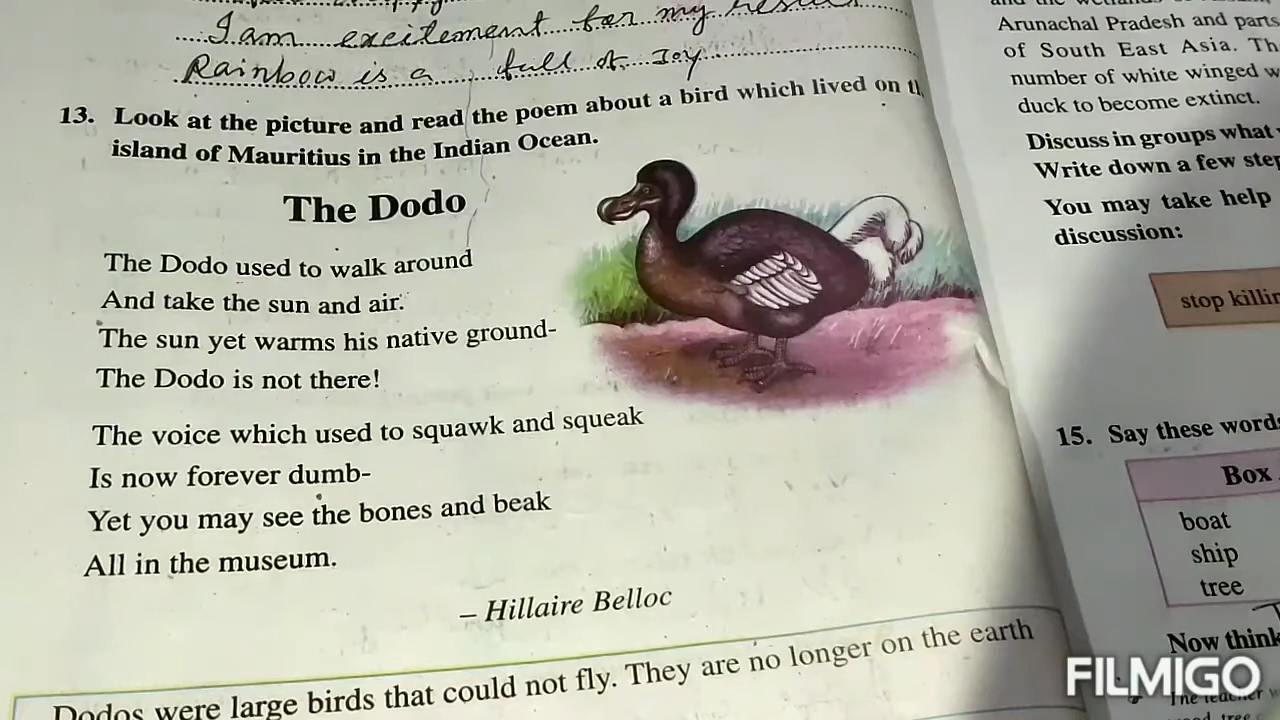 I am excitement for my
Rainbow is a full of Joy
13. Look at the picture and read the poem about a bird which lived on
island of Mauritius in the Indian Ocean.
The Dodo
The Dodo used to walk around
And take the sun and air.
The sun yet warms his native ground-
The Dodo is not there!
The voice which used to squawk and squeak
Is now forever dumb-
Yet you may see the bones and beak
All in the museum.
– Hillaire Belloc
Dodos were large birds that could not fly. They are no longer on the earth
Arunachal Pradesh and parts
of South East Asia.
number of white winged
duck to become extinct.
Discuss in groups what
Write down a few
You may take help
discussion:
stop
15. Say these
Box
boat
ship
tree
Now think
FILMIGO